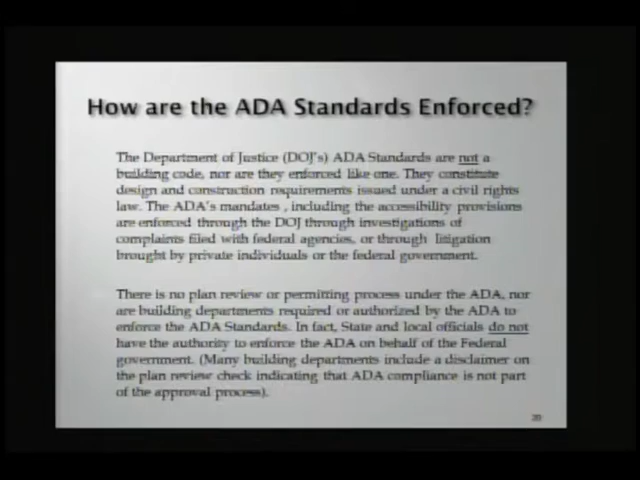 How are the ADA Standards Enforced?
The Department of Justice (DOJ's) ADA Standards are not a
building code, nor are they enforced like one. They constitute
design and construction requirements issued under a civil rights
law. The ADA's mandates , including the accessibility provisions
are enforced through the DOJ through investigations of
complaints filed with federal agencies, or through litigation
brought by private individuals or the federal government.
There is no plan review or permitting process under the ADA, nor
are building departments required or authorized by the ADA to
enforce the ADA Standards. In fact, State and local officials do not
have the authority to enforce the ADA on behalf of the Federal
government. (Many building departments include a disclaimer on
the plan review check indicating that ADA compliance is not part
of the approval process).